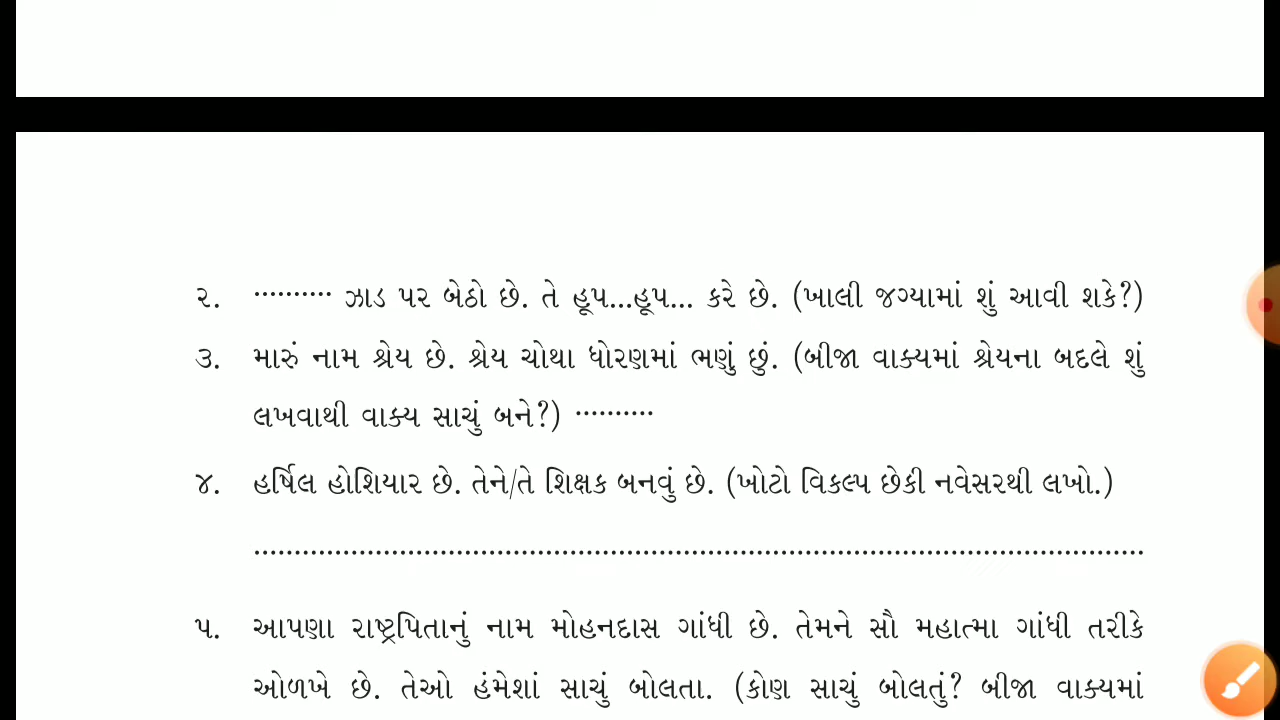 ૨. ·········· ઝાડ પર બેઠો છે. તે હૂપ...હૂપ... કરે છે. (ખાલી જગ્યામાં શું આવી શકે?)
૩. મારું નામ શ્રેય છે. શ્રેય ચોથા ધોરણમાં ભણું છું. (બીજા વાક્યમાં શ્રેયના બદલે શું
લખવાથી વાક્ય સાચું બને?) ··········
૪. હર્ષિલ હોશિયાર છે. તેને/તે શિક્ષક બનવું છે. (ખોટો વિકલ્પ છેકી નવેસરથી લખો.)
..............................................................................................................
૫. આપણા રાષ્ટ્રપિતાનું નામ મોહનદાસ ગાંધી છે. તેમને સૌ મહાત્મા ગાંધી તરીકે
ઓળખે છે. તેઓ હંમેશાં સાચું બોલતા. (કોણ સાચું બોલતું? બીજા વાક્યમાં